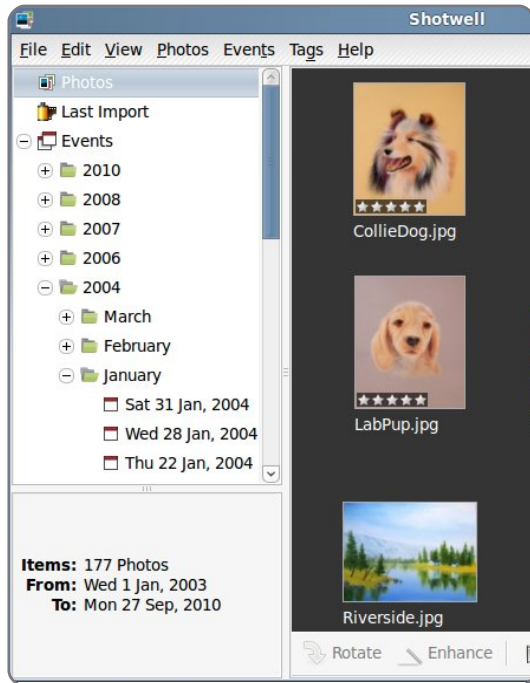 Shotwell
File Edit View Photos Events Tags Help
Photos
Last Import
Events
2010
2008
2007
2006
2004
March
February
January
Sat 31 Jan, 2004
Wed 28 Jan, 2004
Thu 22 Jan, 2004
Items: 177 Photos
From: Wed 1 Jan, 2003
To: Mon 27 Sep, 2010
CollieDog.jpg
LabPup.jpg
Riverside.jpg
Rotate Enhance